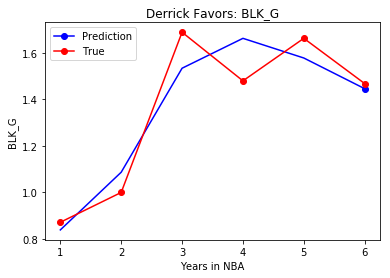 Derrick Favors: BLK_G
Prediction
True
BLK_G
1.6
1.4
1.2
1.0
0.8
1 2 3 4 5 6
Years in NBA